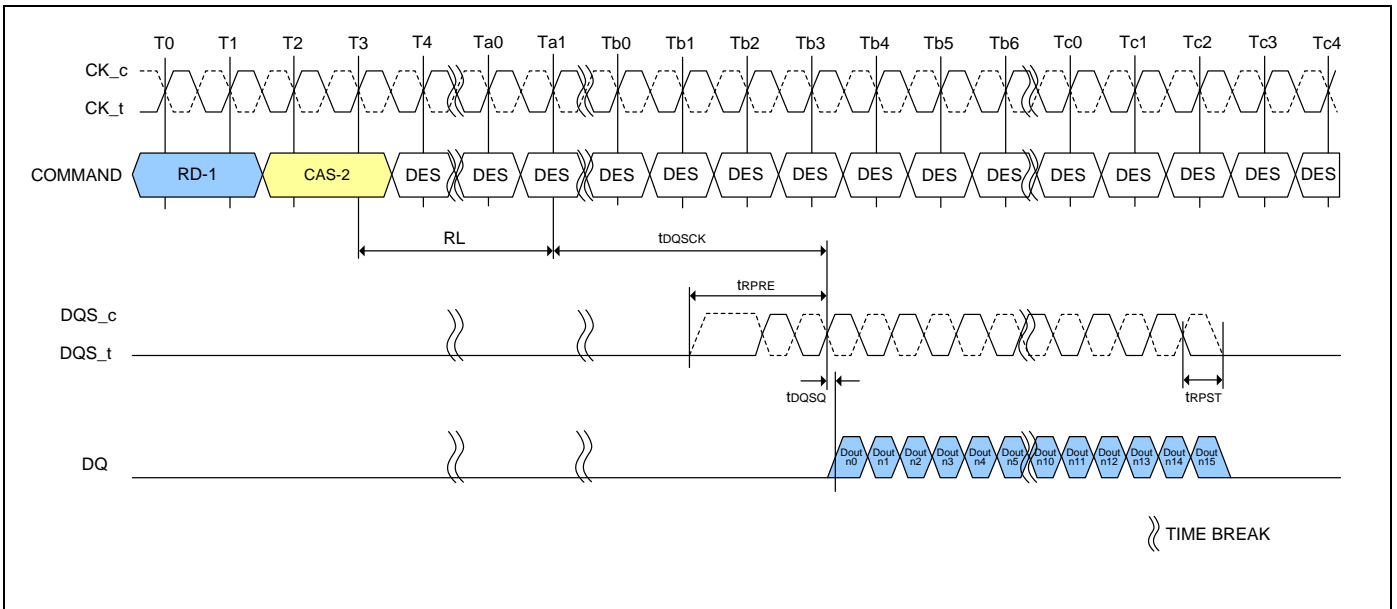 T0 T1 T2 T3 T4 Ta0 Ta1 Tb0 Tb1 Tb2 Tb3 Tb4 Tb5 Tb6 Tc0 Tc1 Tc2 Tc3 Tc4
CK_c
CK_t
COMMAND RD-1 CAS-2 DES DES DES DES DES DES DES DES DES DES DES DES DES DES DES
RL tDQSCK
tRPRE
DQS_c
DQS_t
tDQSQ tRPST
DQ Dout n0 Dout n1 Dout n2 Dout n3 Dout n4 Dout n5 Dout n10 Dout n11 Dout n12 Dout n13 Dout n14 Dout n15
TIME BREAK